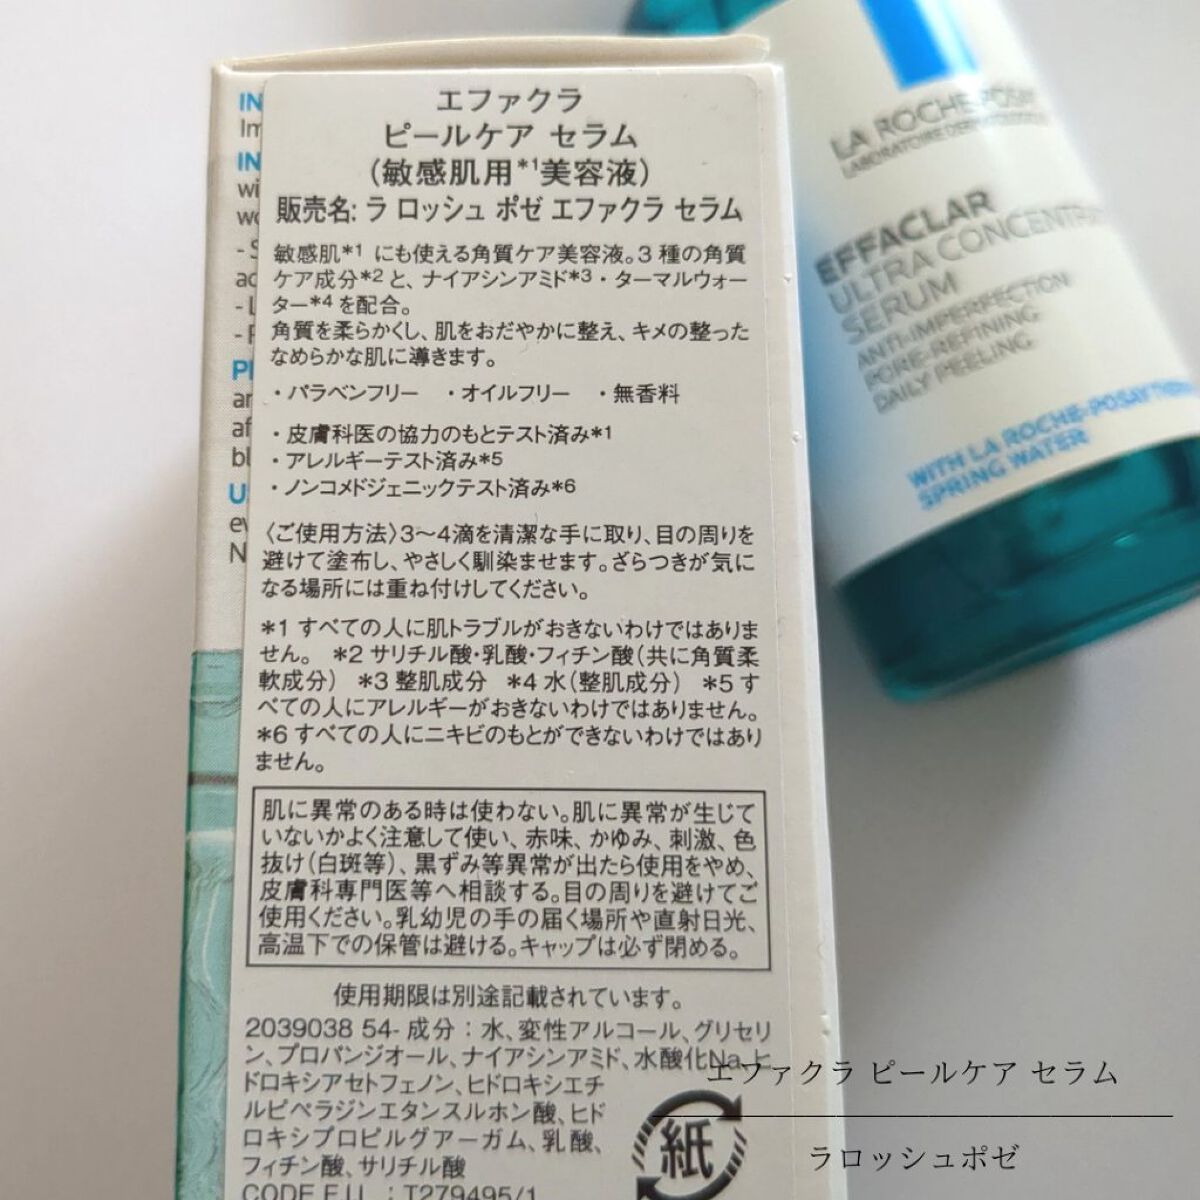 エファクラ
ピールケア セラム
(敏感肌用*1美容液)
販売名: ラ ロッシュ ポゼ エファクラ セラム
敏感肌*1 にも使える角質ケア美容液。3 種の角質
ケア成分*2 と、ナイアシンアミド*3・ターマルウォー
ター*4 を配合。
角質を柔らかくし、肌をおだやかに整え、キメの整った
なめらかな肌に導きます。
・パラベンフリー ・オイルフリー ・無香料
・皮膚科医の協力のもとテスト済み*1
・アレルギーテスト済み*5
・ノンコメドジェニックテスト済み*6
〈ご使用方法〉3〜4滴を清潔な手に取り、目の周りを
避けて塗布し、やさしく馴染ませます。ざらつきが気に
なる場所には重ね付けしてください。
*1 すべての人に肌トラブルがおきないわけではありま
せん。 *2 サリチル酸・乳酸・フィチン酸(共に角質柔
軟成分) *3 整肌成分 *4 水(整肌成分) *5 す
べての人にアレルギーがおきないわけではありません。
*6 すべての人にニキビのもとができないわけではあり
ません。
肌に異常のある時は使わない。肌に異常が生じて
いないかよく注意して使い、赤味、かゆみ、刺激、色
抜け(白斑等)、黒ずみ等異常が出たら使用をやめ、
皮膚科専門医等へ相談する。目の周りを避けてご
使用ください。乳幼児の手の届く場所や直射日光、
高温下での保管は避ける。キャップは必ず閉める。
使用期限は別途記載されています。
2039038 54- 成分：水、変性アルコール、グリセリ
ン、プロパンジオール、ナイアシンアミド、水酸化Na、ヒ
ドロキシアセトフェノン、ヒドロキシエチ
ルピペラジンエタンスルホン酸、ヒド
ロキシプロピルグアーガム、乳酸、
フィチン酸、サリチル酸
CODE F.I.L. : T279495/1
紙
LA ROCHE-POSAY
LABORATOIRE DERMATOLOGIQUE
EFFACLAR
ULTRA CONCENTRATED
SERUM
ANTI-IMPERFECTION
PORE-REFINING
DAILY PEELING
WITH LA ROCHE-POSAY THERMAL
SPRING WATER
エファクラ ピールケア セラム
ラロッシュポゼ